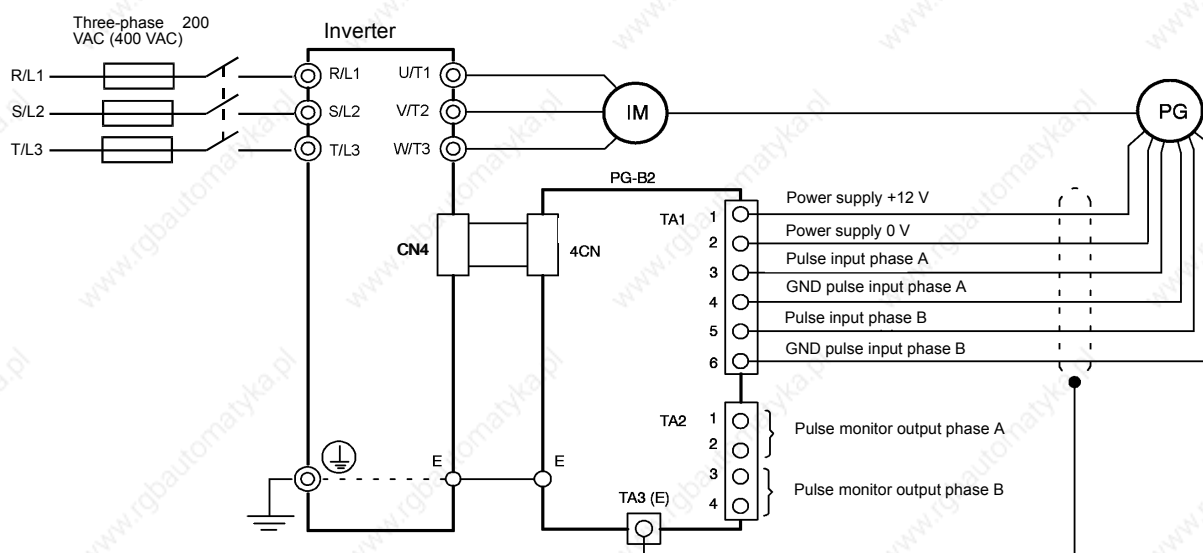 Three-phase 200
VAC (400 VAC)
Inverter
R/L1
R/L1
U/T1
S/L2
S/L2
V/T2
T/L3
T/L3
W/T3
IM
PG
PG-B2
CN4
4CN
TA1
1
Power supply +12 V
2
Power supply 0 V
3
Pulse input phase A
4
GND pulse input phase A
5
Pulse input phase B
6
GND pulse input phase B
TA2
1
2
Pulse monitor output phase A
3
4
Pulse monitor output phase B
E
E
TA3 (E)
www.rgbautomatyka.pl